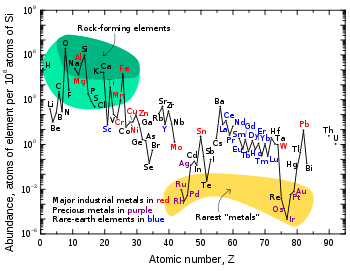 Abundance, atoms of element per 10⁶ atoms of Si
10⁹
10⁶
10³
10⁰
10⁻³
10⁻⁶
Rock-forming elements
H
Li
Be
B
C
N
O
F
Na
Mg
Al
Si
P
S
Cl
K
Ca
Sc
Ti
Cr
Mn
Fe
Co
Ni
Cu
Zn
Ga
Ge
As
Se
Br
Rb
Sr
Y
Zr
Nb
Mo
Ru
Rh
Pd
Ag
Cd
In
Sn
Sb
Te
I
Cs
Ba
La
Ce
Pr
Nd
Sm
Eu
Gd
Tb
Dy
Ho
Er
Tm
Yb
Lu
Hf
Ta
W
Re
Os
Ir
Pt
Au
Hg
Tl
Pb
Bi
Th
U
Major industrial metals in red
Precious metals in purple
Rare-earth elements in blue
Rarest "metals"
0 10 20 30 40 50 60 70 80 90
Atomic number, Z